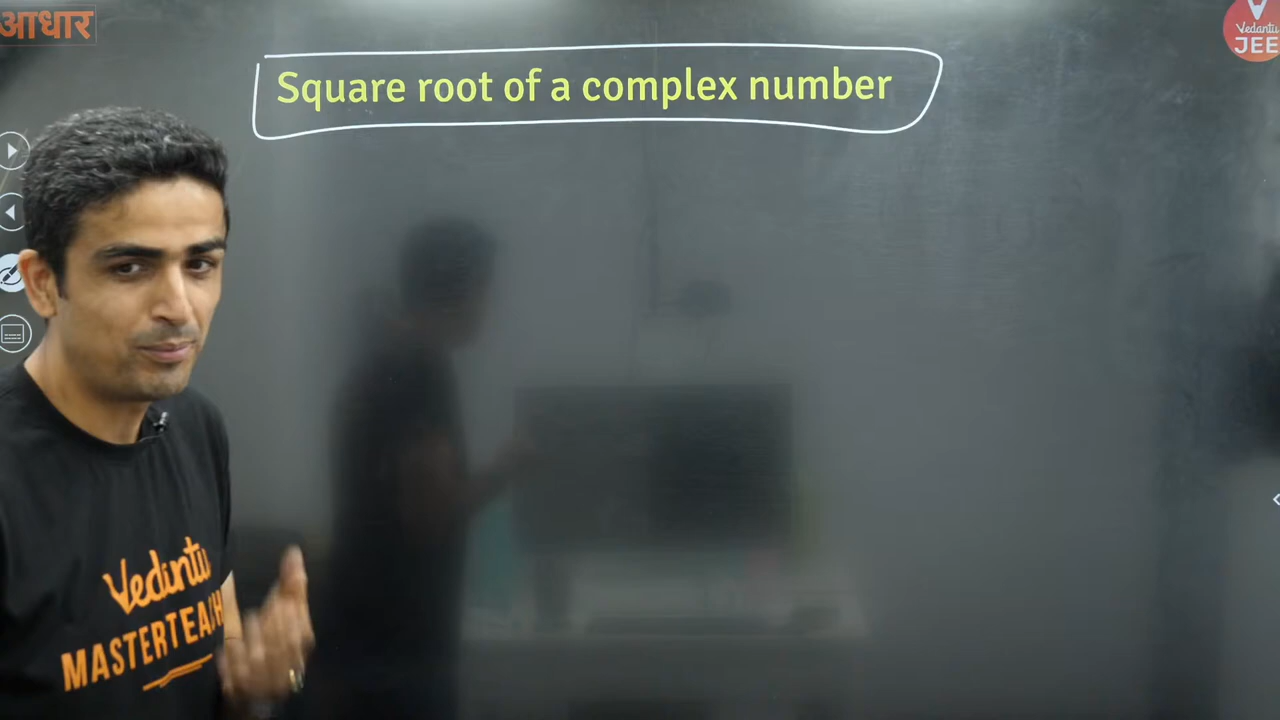 आधार
Square root of a complex number
Vedantu
JEE
Vedantu
MASTERTEACH